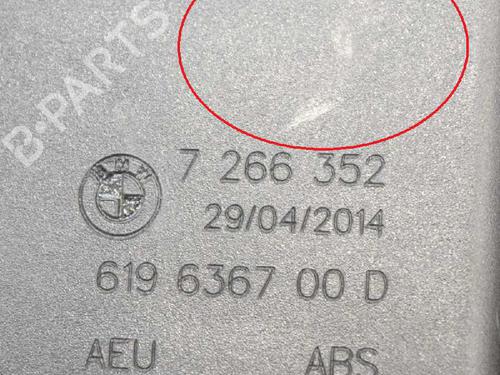 B-PARTS
BMW
7 266 352
29/04/2014
619 6367 00 D
AEU ABS